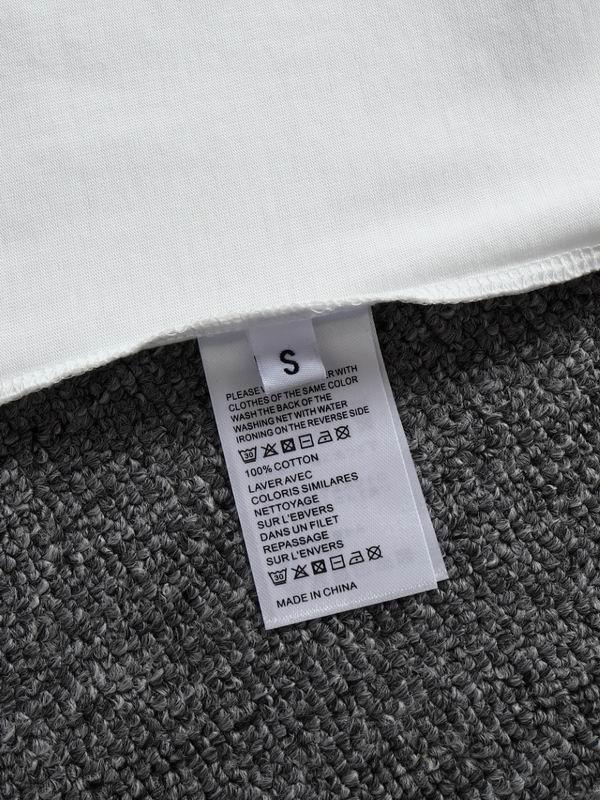 S
PLEASE WITH
CLOTHES OF THE SAME COLOR
WASH THE BACK OF THE
WASHING NET WITH WATER
IRONING ON THE REVERSE SIDE
30
100% COTTON
LAVER AVEC
COLORIS SIMILARES
NETTOYAGE
SUR L'EBVERS
DANS UN FILET
REPASSAGE
SUR L'ENVERS
30
MADE IN CHINA